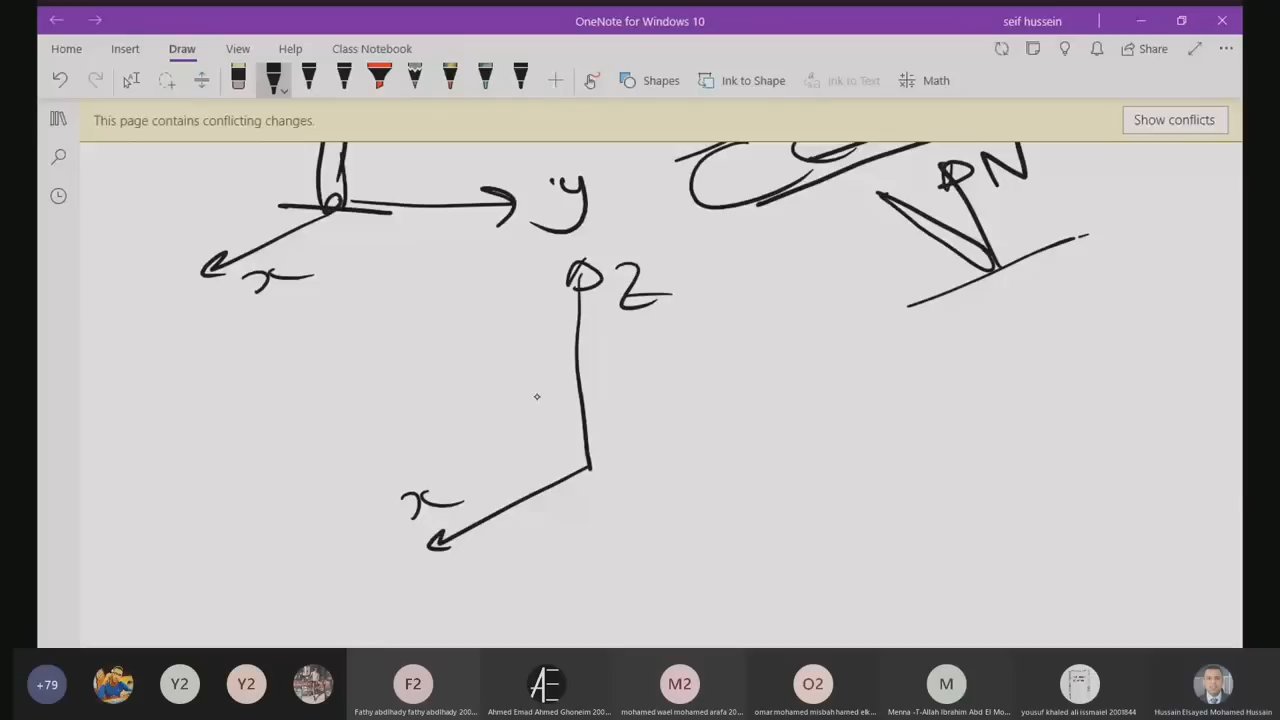 OneNote for Windows 10
seif hussein
Home Insert Draw View Help Class Notebook
Share
Shapes Ink to Shape Ink to Text Math
This page contains conflicting changes.
Show conflicts
N
y
x
Z
x
+79 Y2 Y2 F2 AE M2 O2 M
Fathy abdlhady fathy abdlhady 200... Ahmed Emad Ahmed Ghoneim 200... mohamed wael mohamed arafa 20... omar mohamed misbah hamed elk... Menna -T-Allah Ibrahim Abd El Mo... yousuf khaled ali issmaiel 2001844 Hussain Elsayed Mohamed Hussain